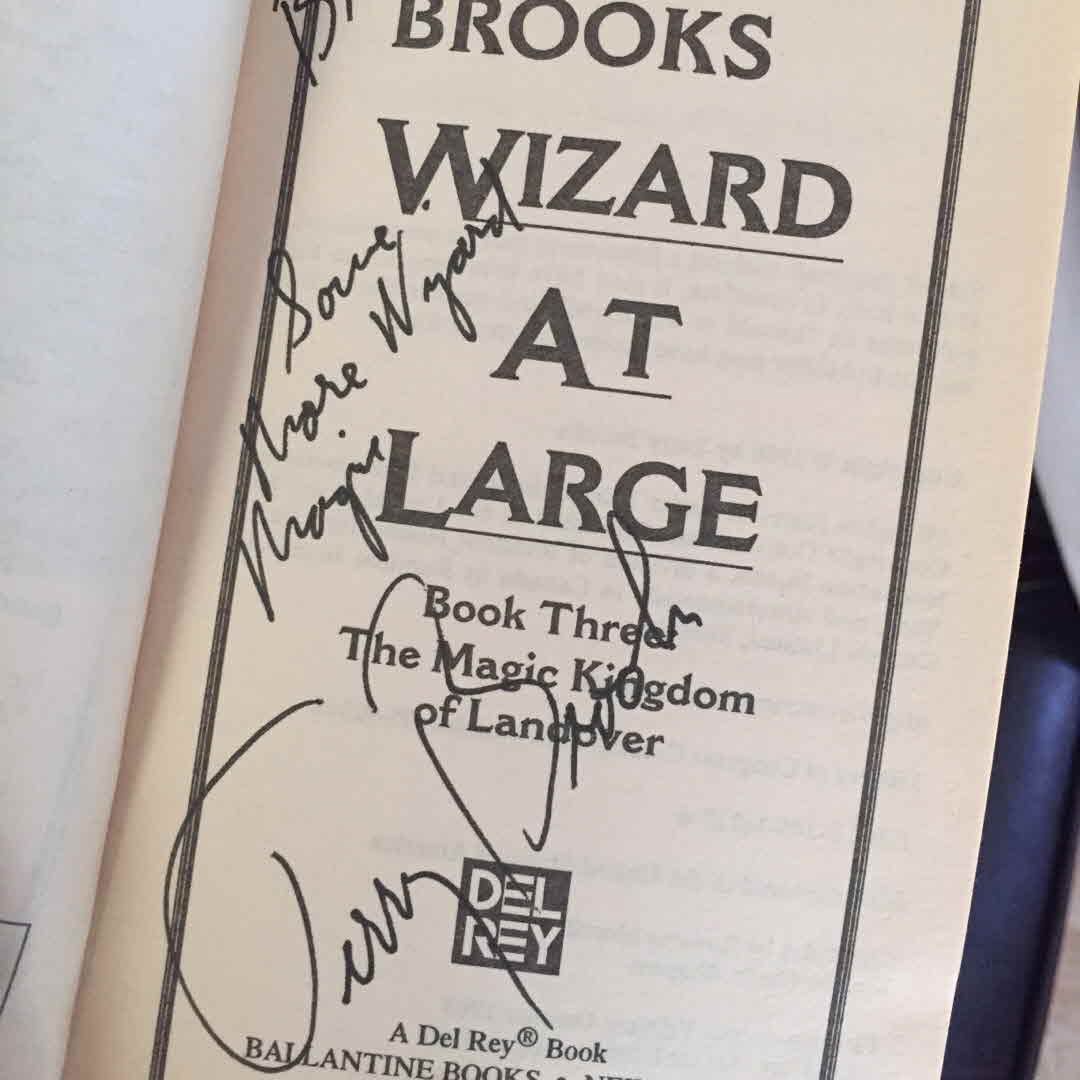 BROOKS
WIZARD
AT
LARGE
Some
More Wizard
Magic
Book Three:
The Magic Kingdom
of Landover
Terry
DEL
REY
A Del Rey® Book
BALLANTINE BOOKS •